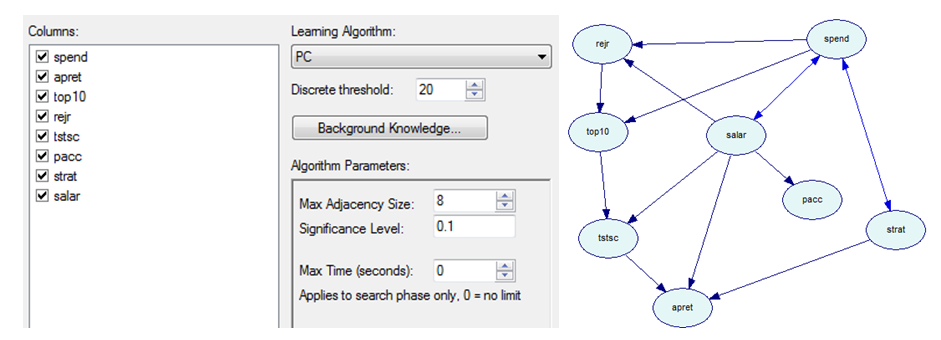 Columns:
spend
apret
top10
rejr
tstsc
pacc
strat
salar
Learning Algorithm:
PC
Discrete threshold: 20
Background Knowledge...
Algorithm Parameters:
Max Adjacency Size: 8
Significance Level: 0.1
Max Time (seconds): 0
Applies to search phase only, 0 = no limit
rejr
spend
top10
salar
pacc
tstsc
strat
apret